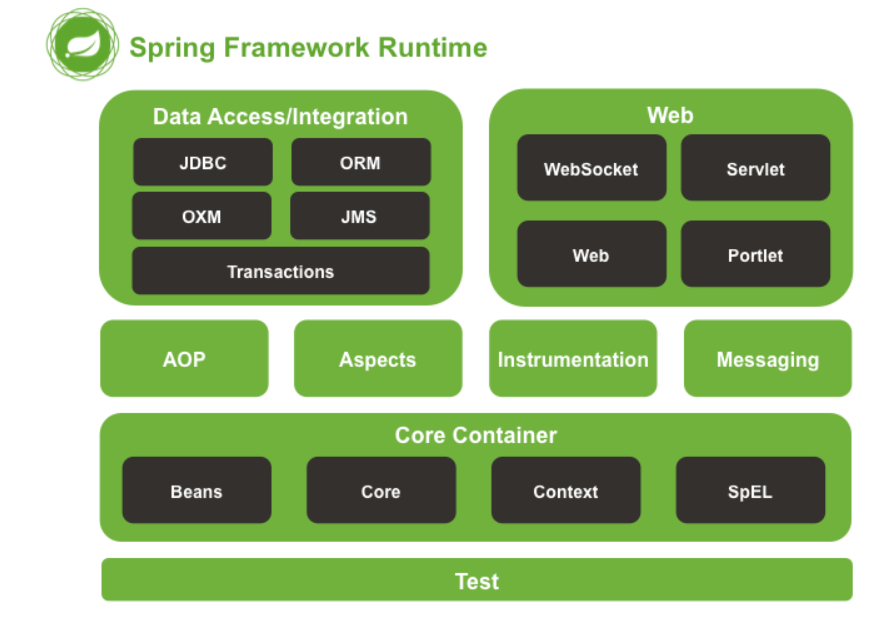 Spring Framework Runtime
Data Access/Integration
JDBC
ORM
OXM
JMS
Transactions
Web
WebSocket
Servlet
Web
Portlet
AOP
Aspects
Instrumentation
Messaging
Core Container
Beans
Core
Context
SpEL
Test